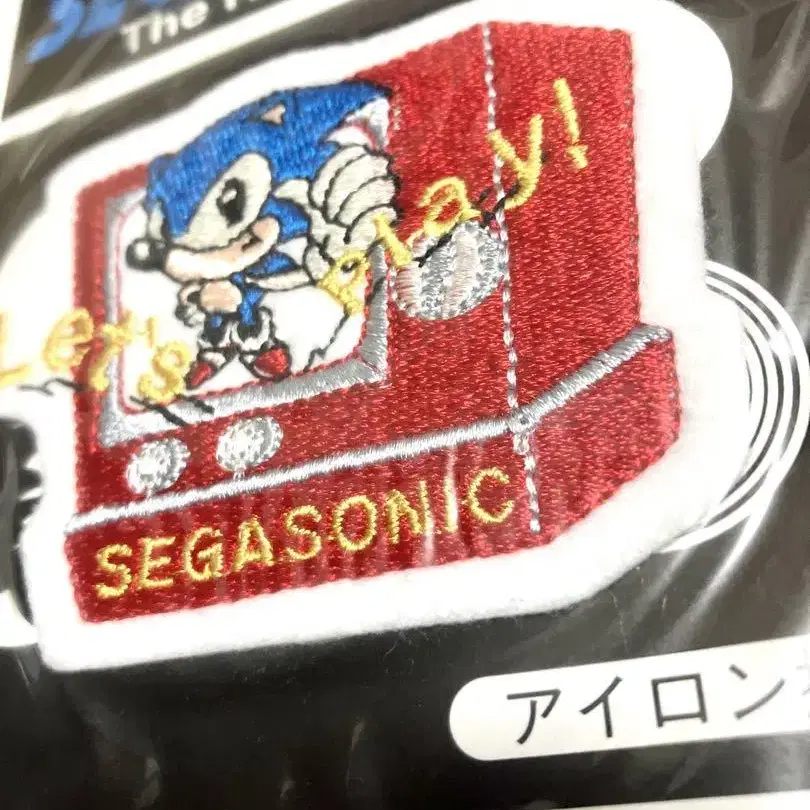 The
Let's Play!
SEGASONIC
アイロン